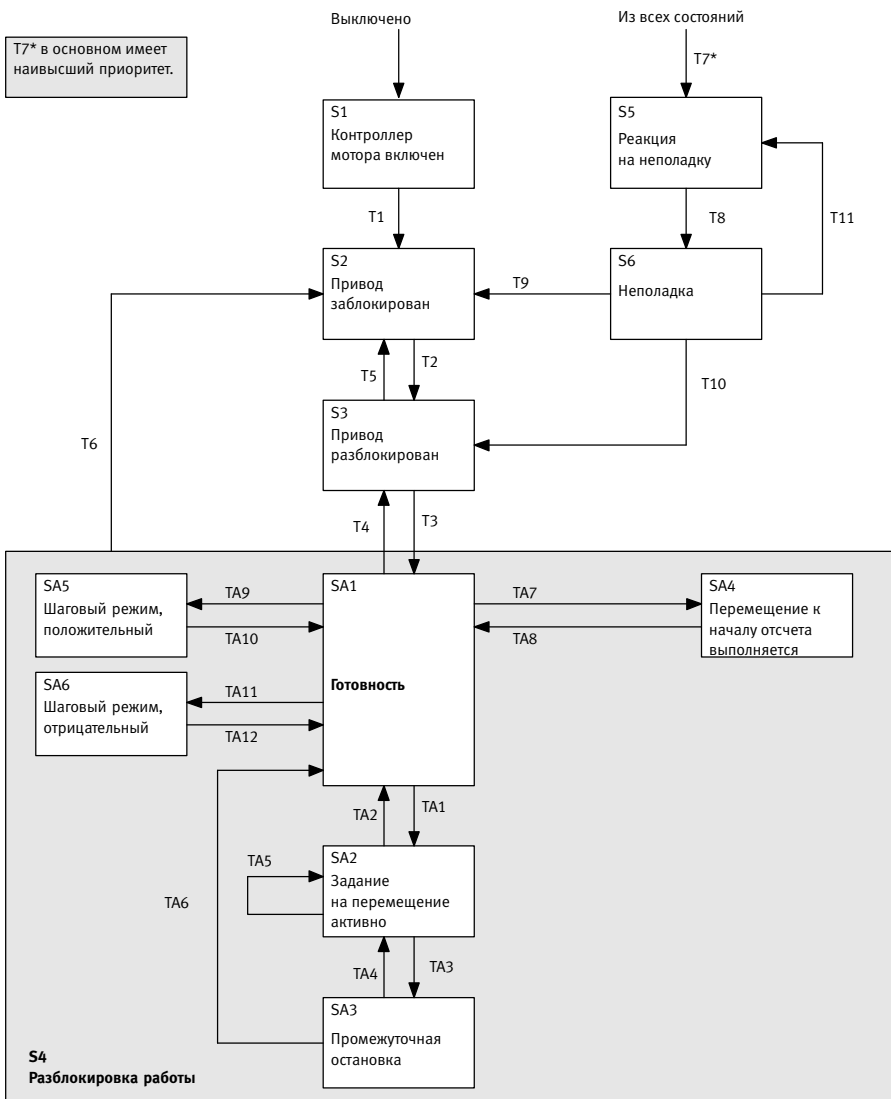 Выключено
Из всех состояний
T7* в основном имеет
наивысший приоритет.
T7*
S1
Контроллер
мотора включен
S5
Реакция
на неполадку
T1
T8
T11
S2
Привод
заблокирован
T9
S6
Неполадка
T5
T2
T10
S3
Привод
разблокирован
T6
T4
T3
SA5
Шаговый режим,
положительный
TA9
TA10
SA1
Готовность
TA7
TA8
SA4
Перемещение к
началу отсчета
выполняется
SA6
Шаговый режим,
отрицательный
TA11
TA12
TA2
TA1
TA5
SA2
Задание
на перемещение
активно
TA6
TA4
TA3
SA3
Промежуточная
остановка
S4
Разблокировка работы